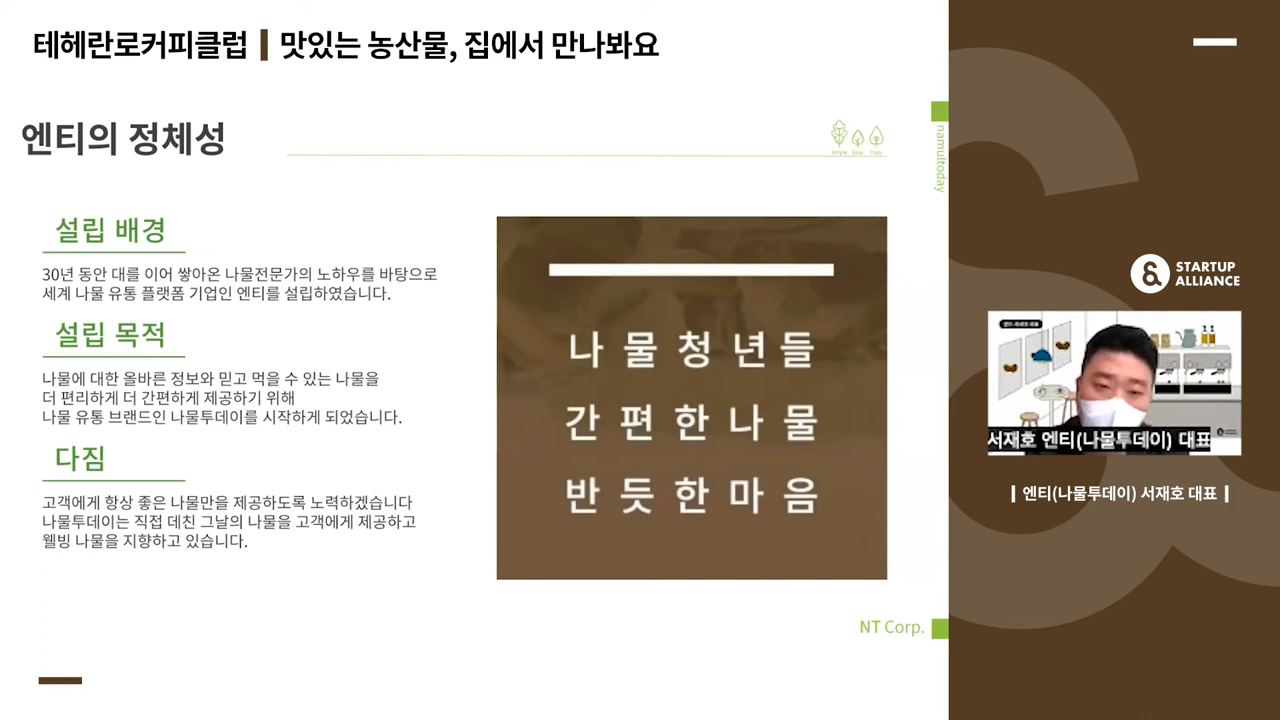 테헤란로커피클럽 | 맛있는 농산물, 집에서 만나봐요
엔티의 정체성
Simple Easy Tasty
namultoday
설립 배경
30년 동안 대를 이어 쌓아온 나물전문가의 노하우를 바탕으로
세계 나물 유통 플랫폼 기업인 엔티를 설립하였습니다.
설립 목적
나물에 대한 올바른 정보와 믿고 먹을 수 있는 나물을
더 편리하게 더 간편하게 제공하기 위해
나물 유통 브랜드인 나물투데이를 시작하게 되었습니다.
다짐
고객에게 항상 좋은 나물만을 제공하도록 노력하겠습니다
나물투데이는 직접 데친 그날의 나물을 고객에게 제공하고
웰빙 나물을 지향하고 있습니다.
나물청년들
간편한나물
반듯한마음
NT Corp.
&
STARTUP
ALLIANCE
서재호 엔티(나물투데이) 대표
| 엔티(나물투데이) 서재호 대표 |